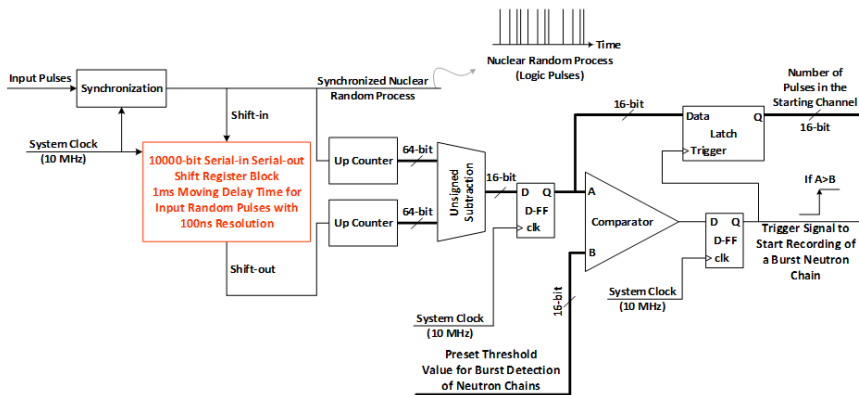 Time
Nuclear Random Process
(Logic Pulses)
Input Pulses
Synchronization
Synchronized Nuclear
Random Process
Number of
Pulses in the
Starting Channel
16-bit
Shift-in
16-bit
Data
Q
Latch
Trigger
System Clock
(10 MHz)
10000-bit Serial-in Serial-out
Shift Register Block
1ms Moving Delay Time for
Input Random Pulses with
100ns Resolution
Up Counter
64-bit
Unsigned
Subtraction
16-bit
D
Q
D-FF
clk
A
Comparator
B
If A>B
Up Counter
64-bit
D
Q
D-FF
clk
Trigger Signal to
Start Recording of
a Burst Neutron
Chain
Shift-out
System Clock
(10 MHz)
16-bit
System Clock
(10 MHz)
Preset Threshold
Value for Burst Detection
of Neutron Chains